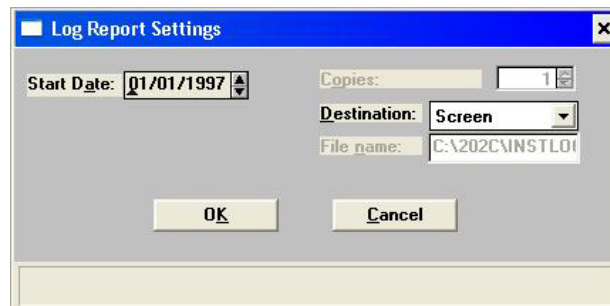 Log Report Settings
Start Date: 01/01/1997
Copies: 1
Destination: Screen
File name: C:\202C\INSTLO
OK
Cancel